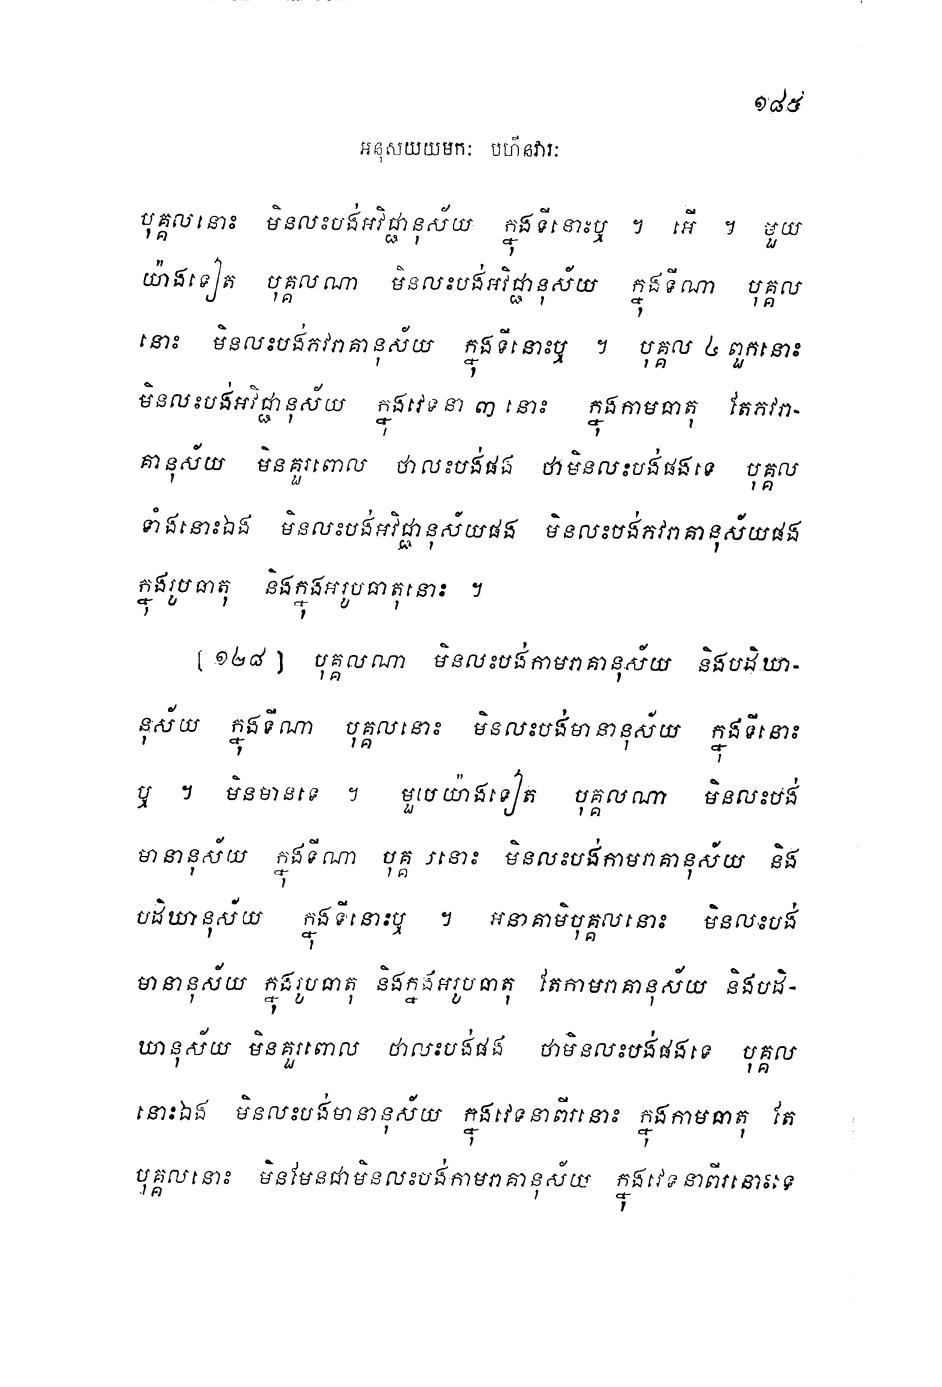 ១៨៥
អនុសយយមកៈ បហីនវារៈ
បុគ្គលនោះ មិនលះបង់អវិជ្ជានុស័យ ក្នុងទីនោះឬ ។ អើ ។ មួយ
យ៉ាងទៀត បុគ្គលណា មិនលះបង់អវិជ្ជានុស័យ ក្នុងទីណា បុគ្គល
នោះ មិនលះបង់ភវរាគានុស័យ ក្នុងទីនោះឬ ។ បុគ្គល ៤ ពួកនោះ
មិនលះបង់អវិជ្ជានុស័យ ក្នុងវេទនា ៣ នោះ ក្នុងកាមធាតុ តែភវរា-
គានុស័យ មិនគួរពោល ថាលះបង់ផង ថាមិនលះបង់ផងទេ បុគ្គល
ទាំងនោះឯង មិនលះបង់អវិជ្ជានុស័យផង មិនលះបង់ភវរាគានុស័យផង
ក្នុងរូបធាតុ និងក្នុងអរូបធាតុនោះ ។
[១២៨] បុគ្គលណា មិនលះបង់កាមរាគានុស័យ និងបដិឃា-
នុស័យ ក្នុងទីណា បុគ្គលនោះ មិនលះបង់មានានុស័យ ក្នុងទីនោះ
ឬ ។ មិនមានទេ ។ មួយយ៉ាងទៀត បុគ្គលណា មិនលះបង់
មានានុស័យ ក្នុងទីណា បុគ្គលនោះ មិនលះបង់កាមរាគានុស័យ និង
បដិឃានុស័យ ក្នុងទីនោះឬ ។ អនាគាមិបុគ្គលនោះ មិនលះបង់
មានានុស័យ ក្នុងរូបធាតុ និងក្នុងអរូបធាតុ តែកាមរាគានុស័យ និងបដិ-
ឃានុស័យ មិនគួរពោល ថាលះបង់ផង ថាមិនលះបង់ផងទេ បុគ្គល
នោះឯង មិនលះបង់មានានុស័យ ក្នុងវេទនាពីរនោះ ក្នុងកាមធាតុ តែ
បុគ្គលនោះ មិនមែនជាមិនលះបង់កាមរាគានុស័យ ក្នុងវេទនាពីរនោះទេ